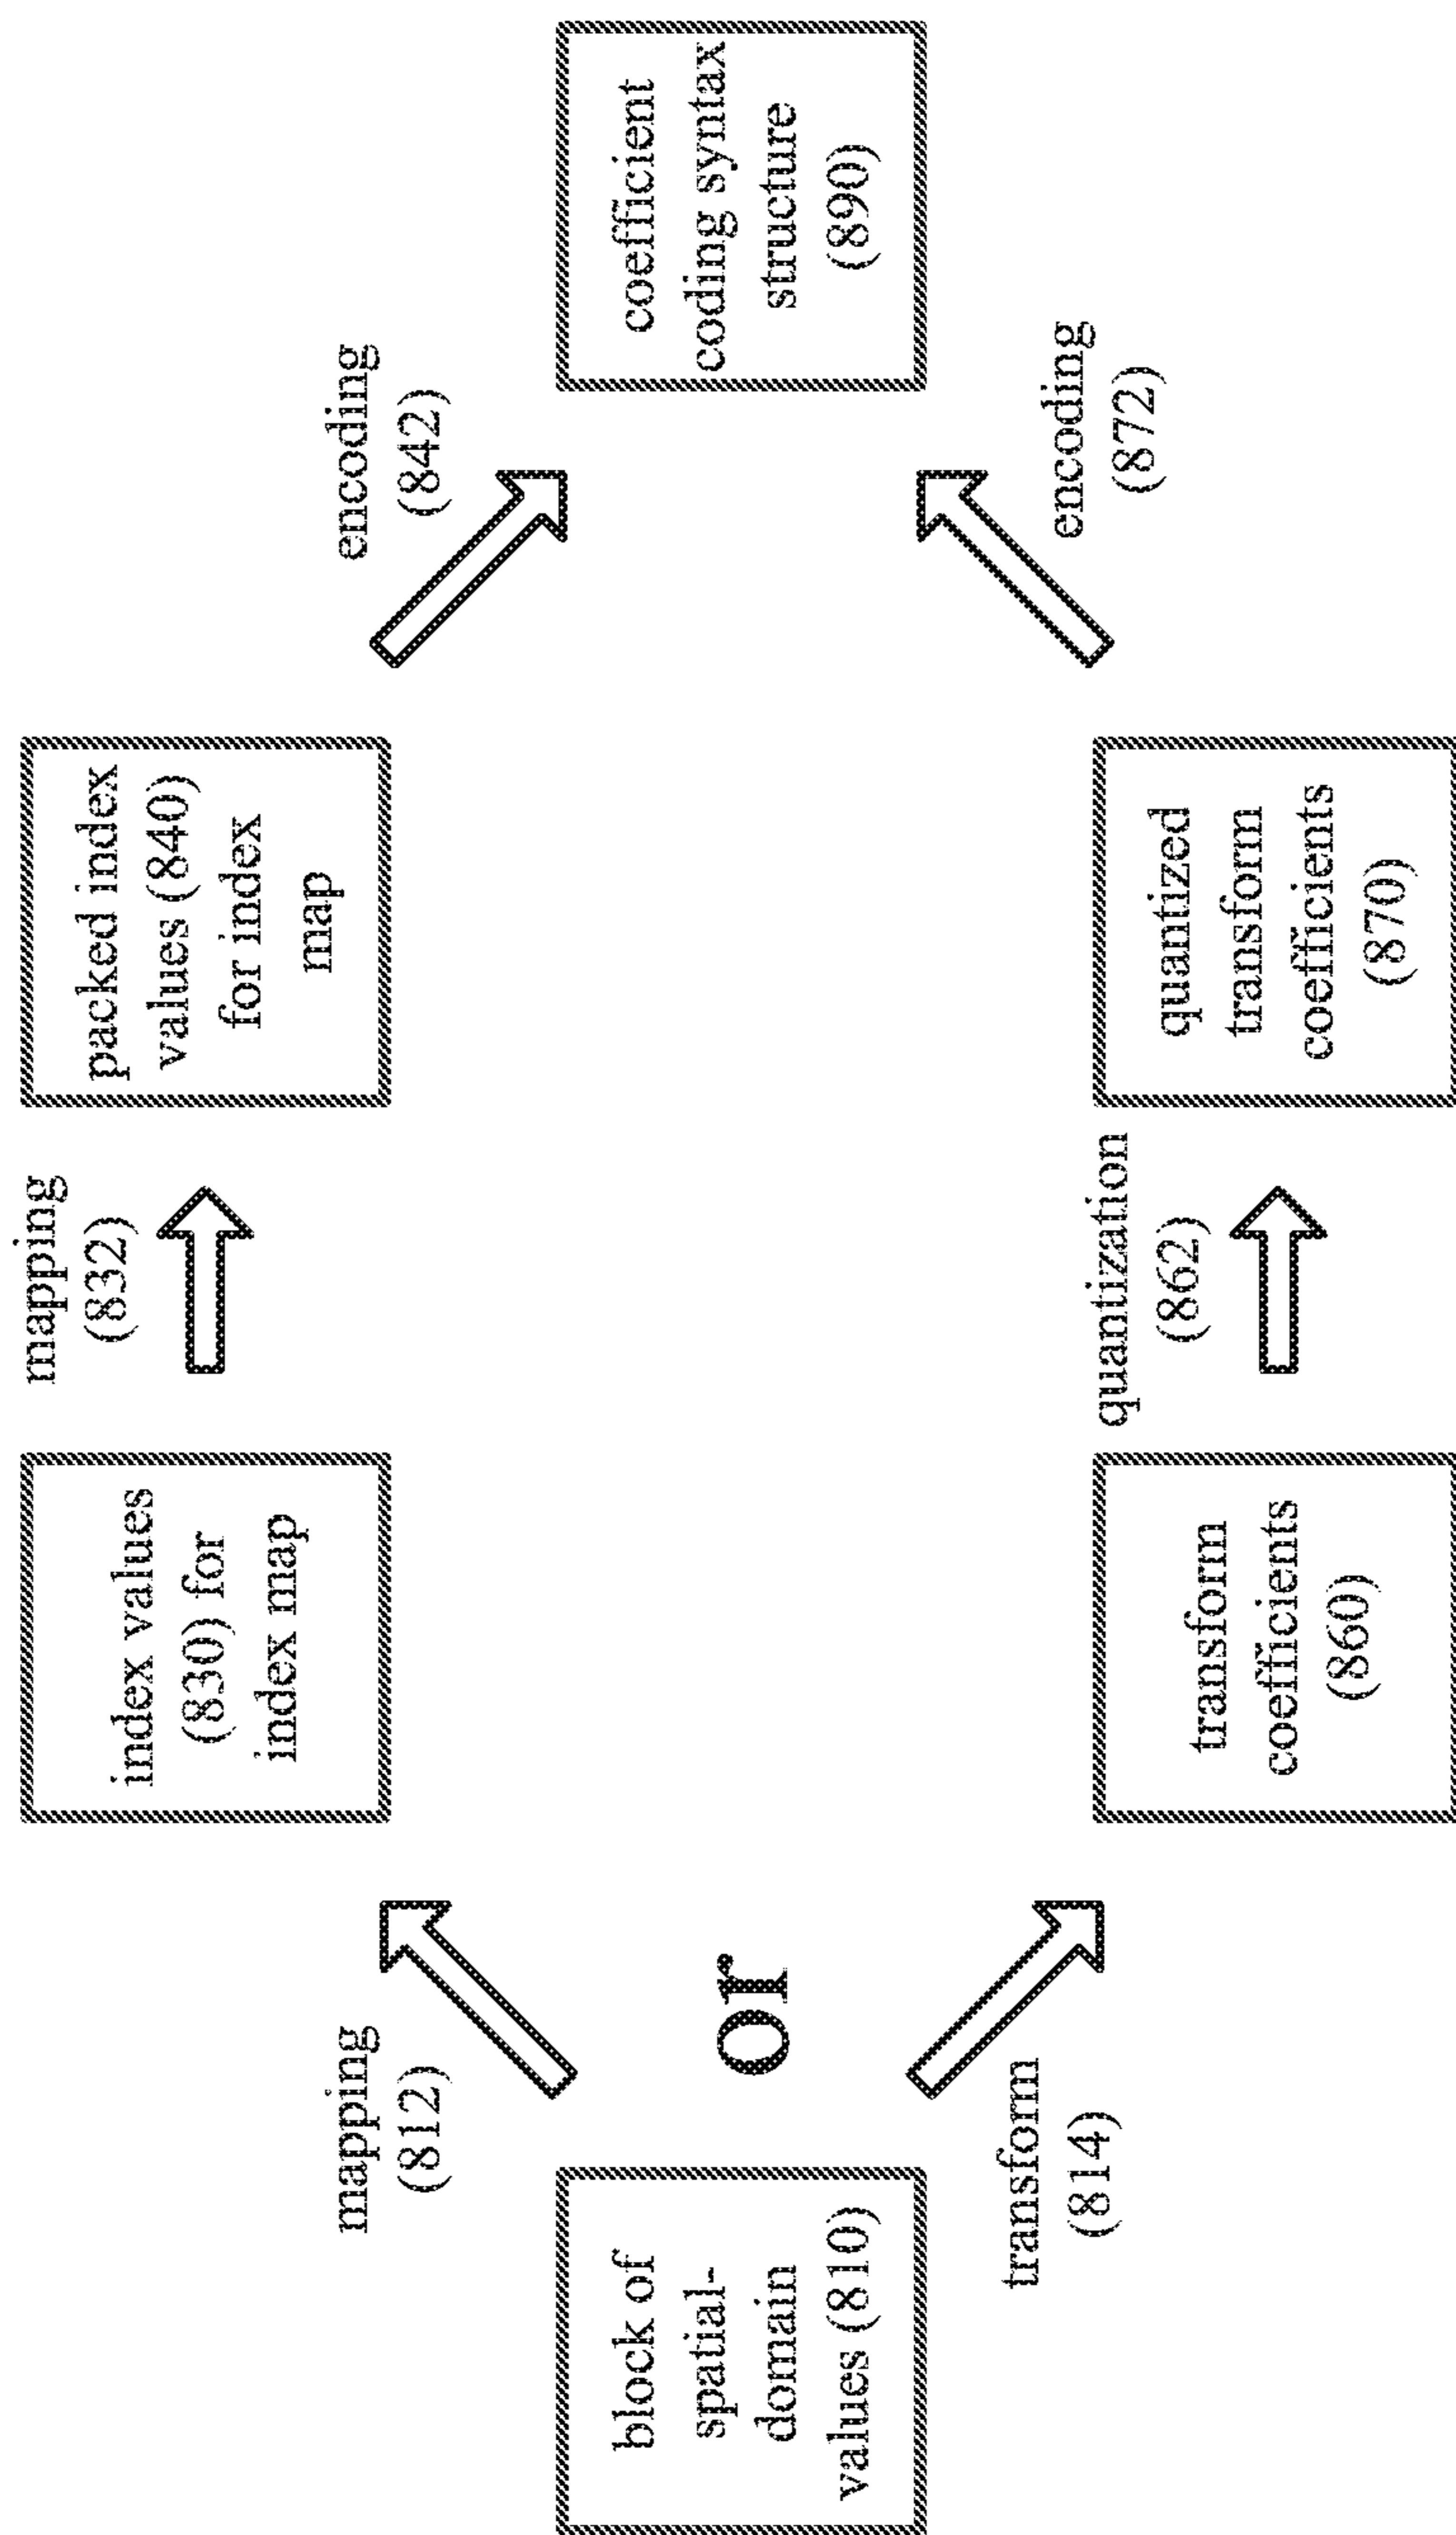 block of
spatial-
domain
values (810)
mapping
(812)
or
transform
(814)
index values
(830) for
index map
mapping
(832)
packed index
values (840)
for index
map
encoding
(842)
transform
coefficients
(860)
quantization
(862)
quantized
transform
coefficients
(870)
encoding
(872)
coefficient
coding syntax
structure
(890)